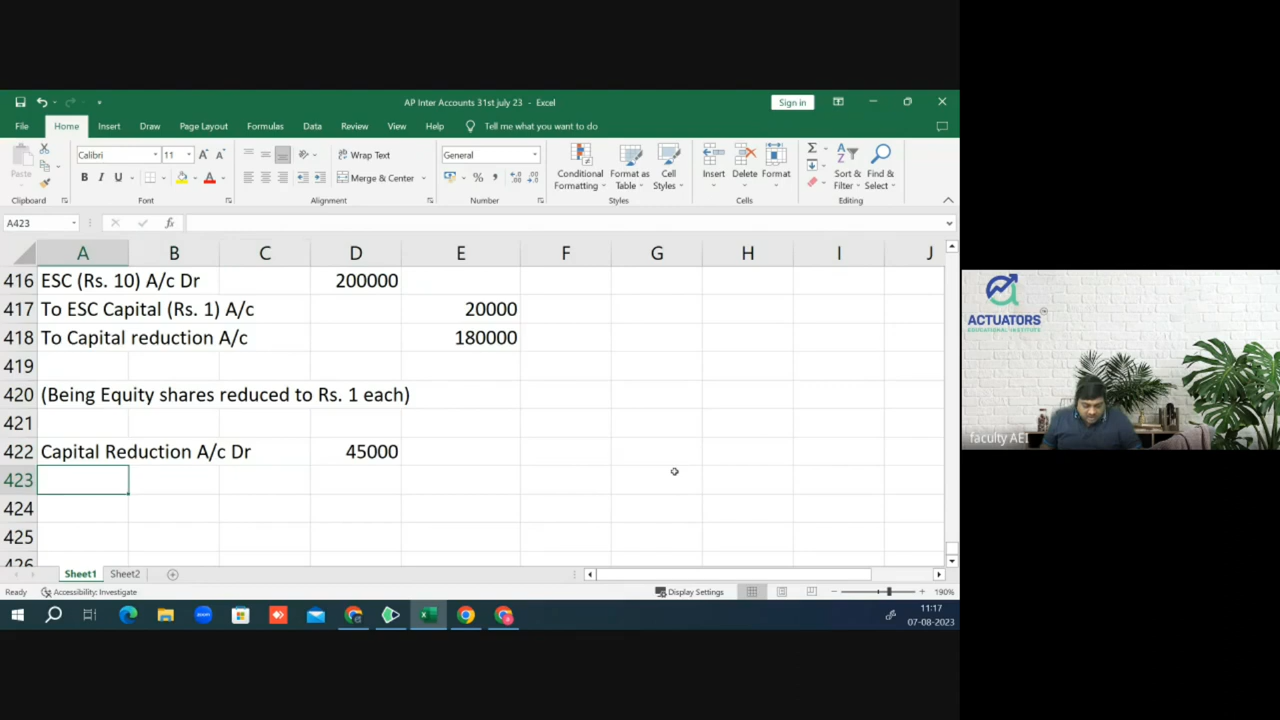 AP Inter Accounts 31st july 23 - Excel
Sign in
File Home Insert Draw Page Layout Formulas Data Review View Help Tell me what you want to do
Paste
Calibri 11
Wrap Text
Merge & Center
General
Conditional Formatting
Format as Table
Cell Styles
Insert
Delete
Format
Sort & Filter
Find & Select
Clipboard Font Alignment Number Styles Cells Editing
A423
A B C D E F G H I J
416 ESC (Rs. 10) A/c Dr 200000
417 To ESC Capital (Rs. 1) A/c 20000
418 To Capital reduction A/c 180000
419
420 (Being Equity shares reduced to Rs. 1 each)
421
422 Capital Reduction A/c Dr 45000
423
424
425
426
Sheet1 Sheet2
Ready Accessibility: Investigate Display Settings 190%
11:17
07-08-2023
ACTUATORS
EDUCATIONAL INSTITUTES
faculty AEI